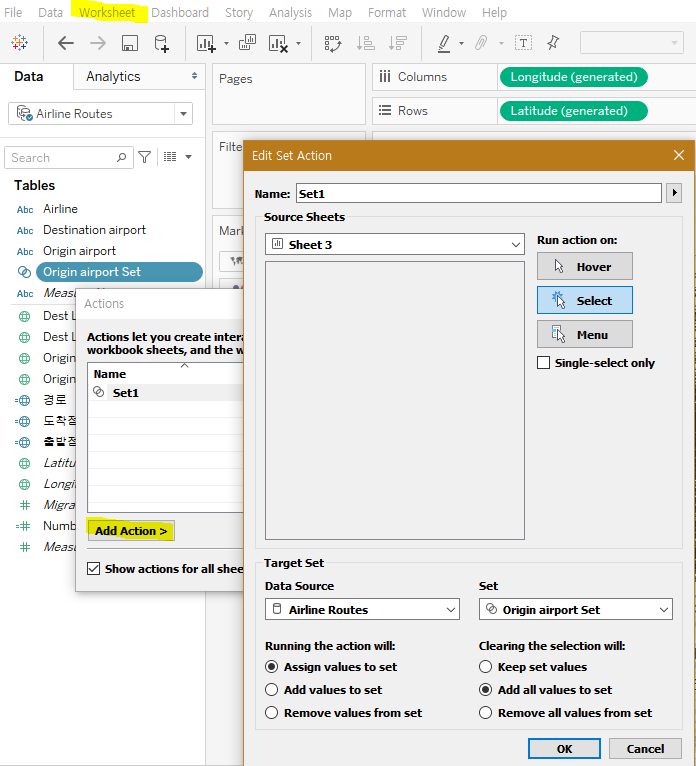 File Data Worksheet Dashboard Story Analysis Map Format Window Help
Data Analytics
Airline Routes
Search
Tables
Abc Airline
Abc Destination airport
Abc Origin airport
Origin airport Set
Abc
Dest L
Dest L
Origin
Origin
경로
도착점
출발점
Latitu
Longi
Migra
Numb
Meas
Pages
Columns Longitude (generated)
Rows Latitude (generated)
Filte
Mark
Actions
Actions let you create intera
workbook sheets, and the w
Name
Set1
Add Action >
Show actions for all shee
Edit Set Action
Name: Set1
Source Sheets
Sheet 3
Run action on:
Hover
Select
Menu
Single-select only
Target Set
Data Source Set
Airline Routes Origin airport Set
Running the action will: Clearing the selection will:
Assign values to set Keep set values
Add values to set Add all values to set
Remove values from set Remove all values from set
OK Cancel